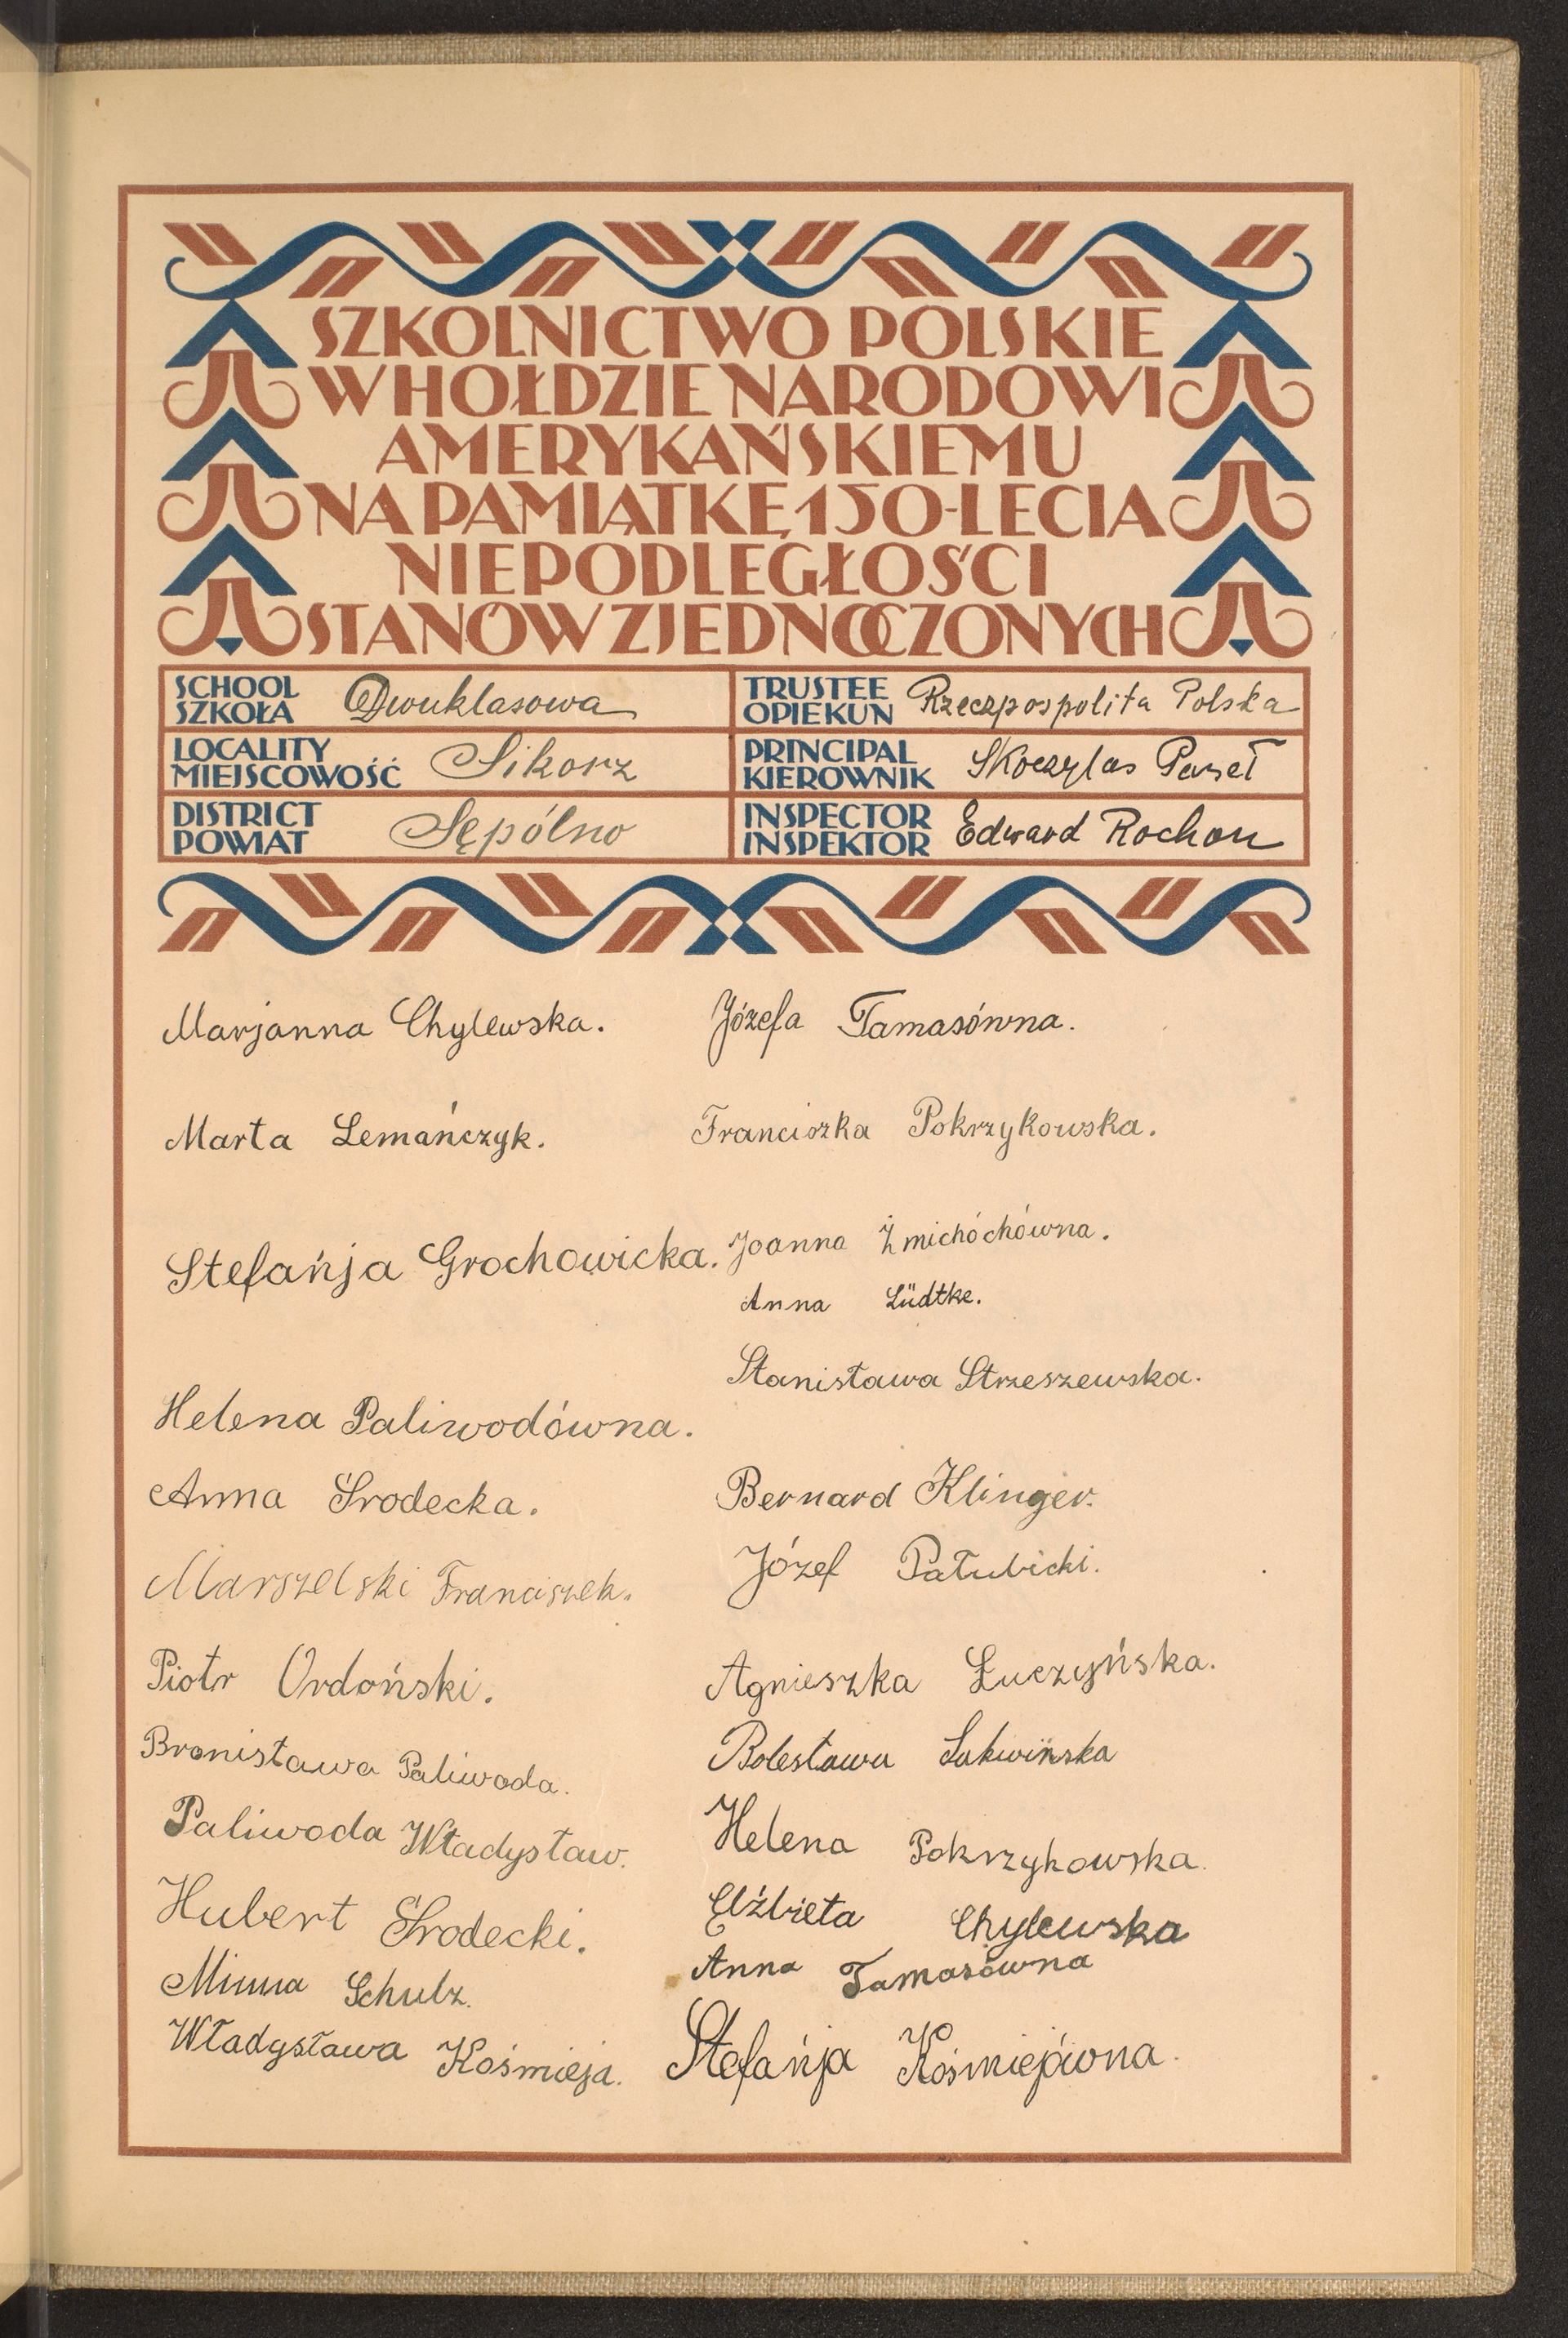 SZKOLNICTWO POLSKIE
W HOŁDZIE NARODOWI
AMERYKAŃSKIEMU
NA PAMIĄTKĘ 150-LECIA
NIEPODLEGŁOŚCI
STANÓW ZJEDNOCZONYCH
SCHOOL
SZKOŁA
Dwuklasowa
TRUSTEE
OPIEKUN
Rzeczpospolita Polska
LOCALITY
MIEJSCOWOŚĆ
Sikorz
PRINCIPAL
KIEROWNIK
Skoczylas Paweł
DISTRICT
POWIAT
Sępólno
INSPECTOR
INSPEKTOR
Edward Rochon
Marjanna Chylewska.
Marta Lemańczyk.
Stefańja Grochowicka.
Helena Paliwodówna.
Anna Środecka.
Marszelski Franciszek.
Piotr Ordoński.
Bronisława Paliwoda.
Paliwoda Władysław.
Hubert Środecki.
Minna Schulz.
Władysława Kośmieja.
Józefa Tamasówna.
Franciszka Pokrzykowska.
Joanna Żmichóchówna.
Anna Lüdtke.
Stanisława Strzeszewska.
Bernard Klinger.
Józef Pałubicki.
Agnieszka Łuczyńska.
Bolesława Lukwińska
Helena Pokrzykowska.
Elżbieta Chylewska
Anna Tamasówna
Stefańja Kośmiejówna.